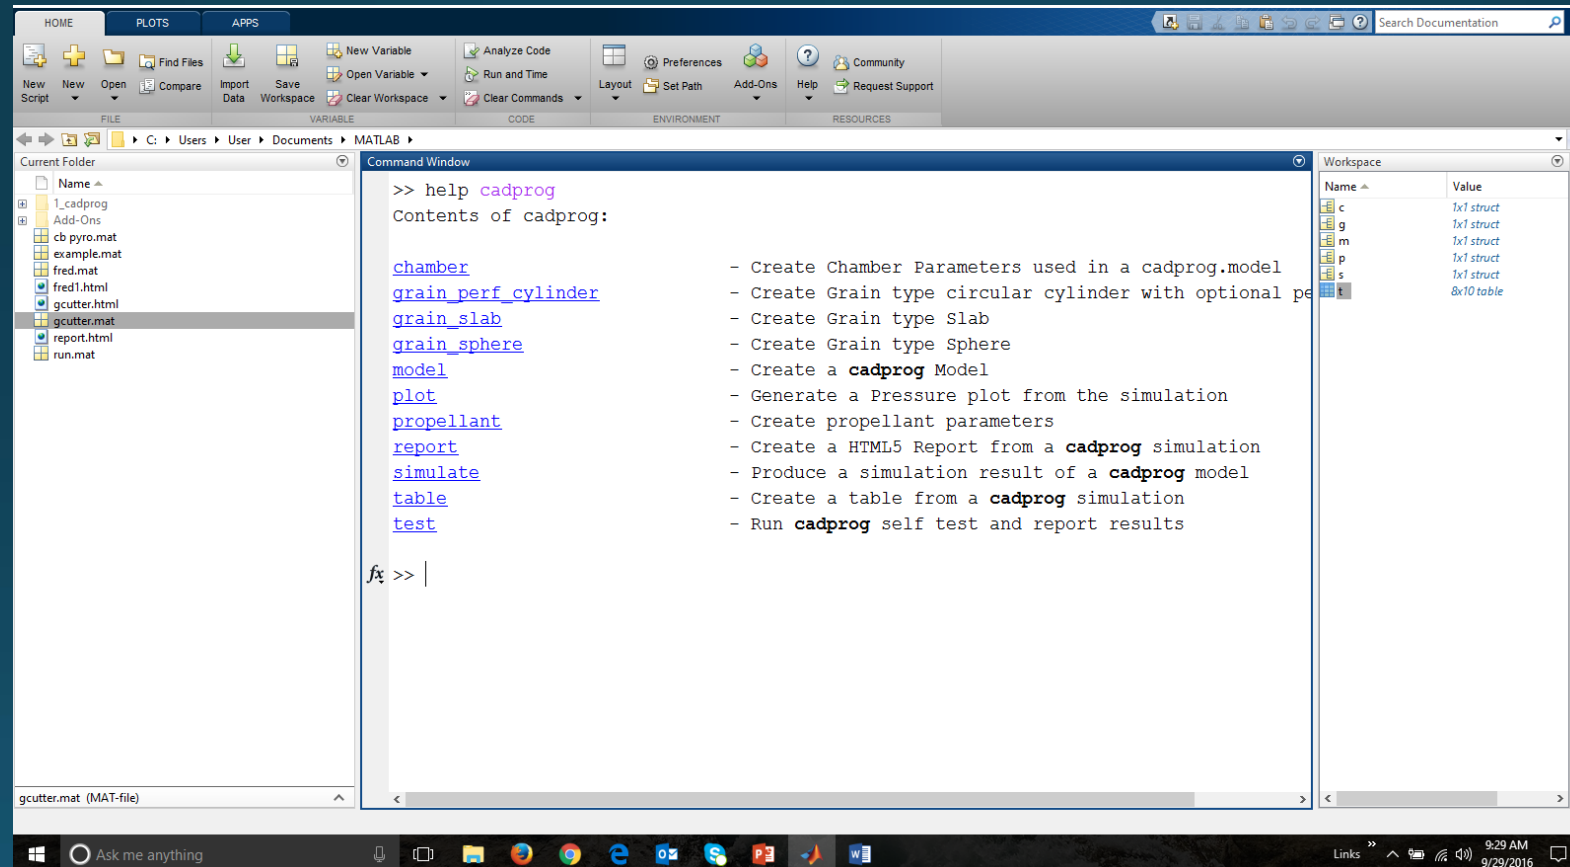 HOME PLOTS APPS
Search Documentation
New Script
New
Open
Find Files
Compare
Import Data
Save Workspace
New Variable
Open Variable
Clear Workspace
Analyze Code
Run and Time
Clear Commands
Layout
Preferences
Set Path
Add-Ons
Help
Community
Request Support
FILE VARIABLE CODE ENVIRONMENT RESOURCES
C: Users User Documents MATLAB
Current Folder
Name
1_cadprog
Add-Ons
cb pyro.mat
example.mat
fred.mat
fred1.html
gcutter.html
gcutter.mat
report.html
run.mat
gcutter.mat (MAT-file)
Command Window
>> help cadprog
Contents of cadprog:
chamber - Create Chamber Parameters used in a cadprog.model
grain_perf_cylinder - Create Grain type circular cylinder with optional pe
grain_slab - Create Grain type Slab
grain_sphere - Create Grain type Sphere
model - Create a cadprog Model
plot - Generate a Pressure plot from the simulation
propellant - Create propellant parameters
report - Create a HTML5 Report from a cadprog simulation
simulate - Produce a simulation result of a cadprog model
table - Create a table from a cadprog simulation
test - Run cadprog self test and report results
fx >>
Workspace
Name Value
c 1x1 struct
g 1x1 struct
m 1x1 struct
p 1x1 struct
s 1x1 struct
t 8x10 table
Ask me anything
Links
9:29 AM
9/29/2016